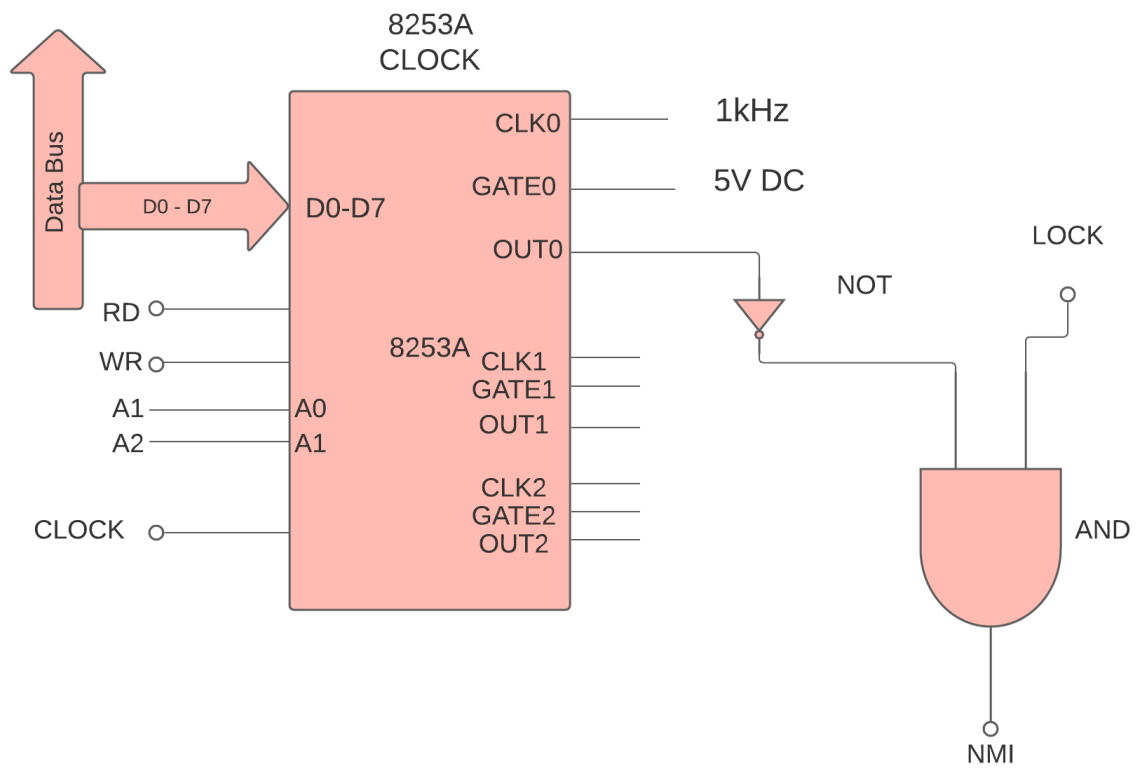 8253A
CLOCK
Data Bus
D0 - D7
D0-D7
CLK0
1kHz
GATE0
5V DC
OUT0
LOCK
NOT
RD
WR
8253A
CLK1
GATE1
A1
A0
OUT1
A2
A1
CLK2
GATE2
OUT2
CLOCK
AND
NMI